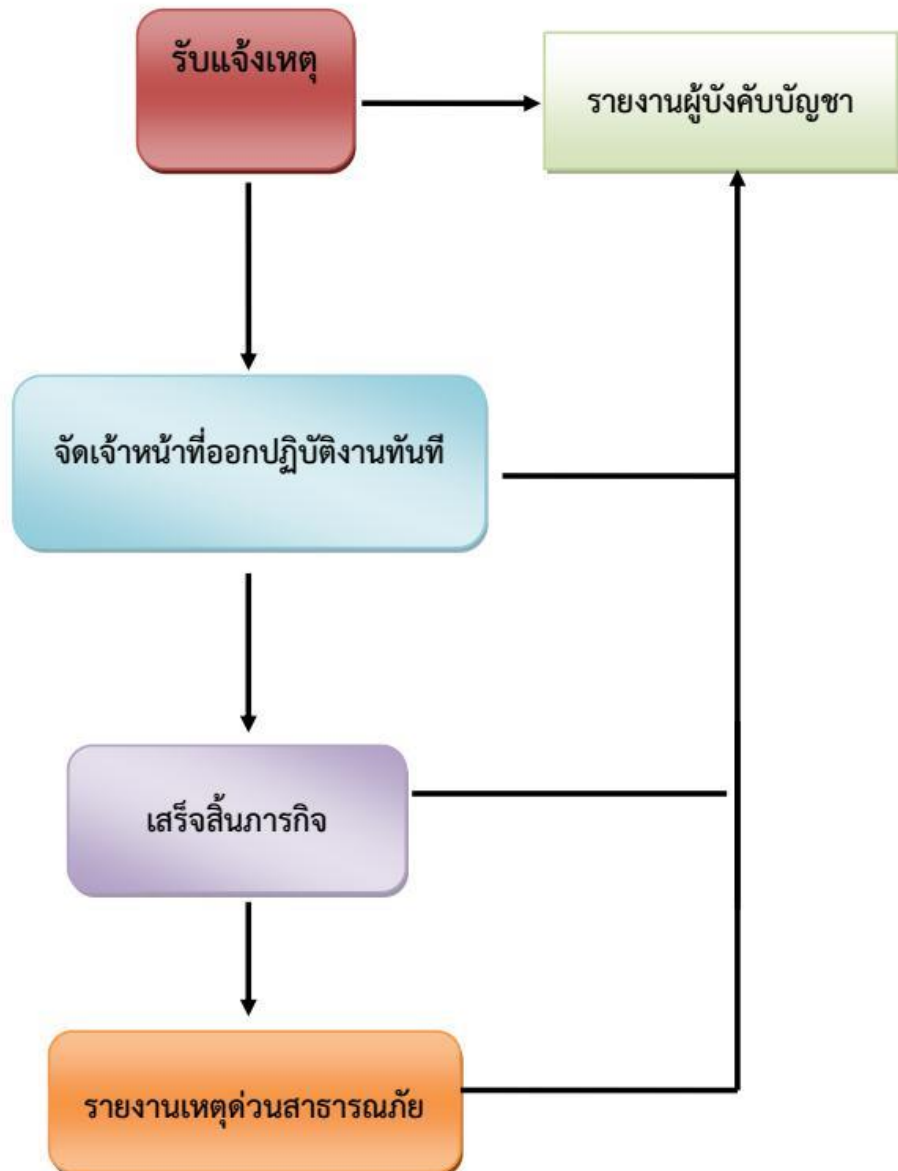 รับแจ้งเหตุ
รายงานผู้บังคับบัญชา
จัดเจ้าหน้าที่ออกปฏิบัติงานทันที
เสร็จสิ้นภารกิจ
รายงานเหตุด่วนสาธารณภัย